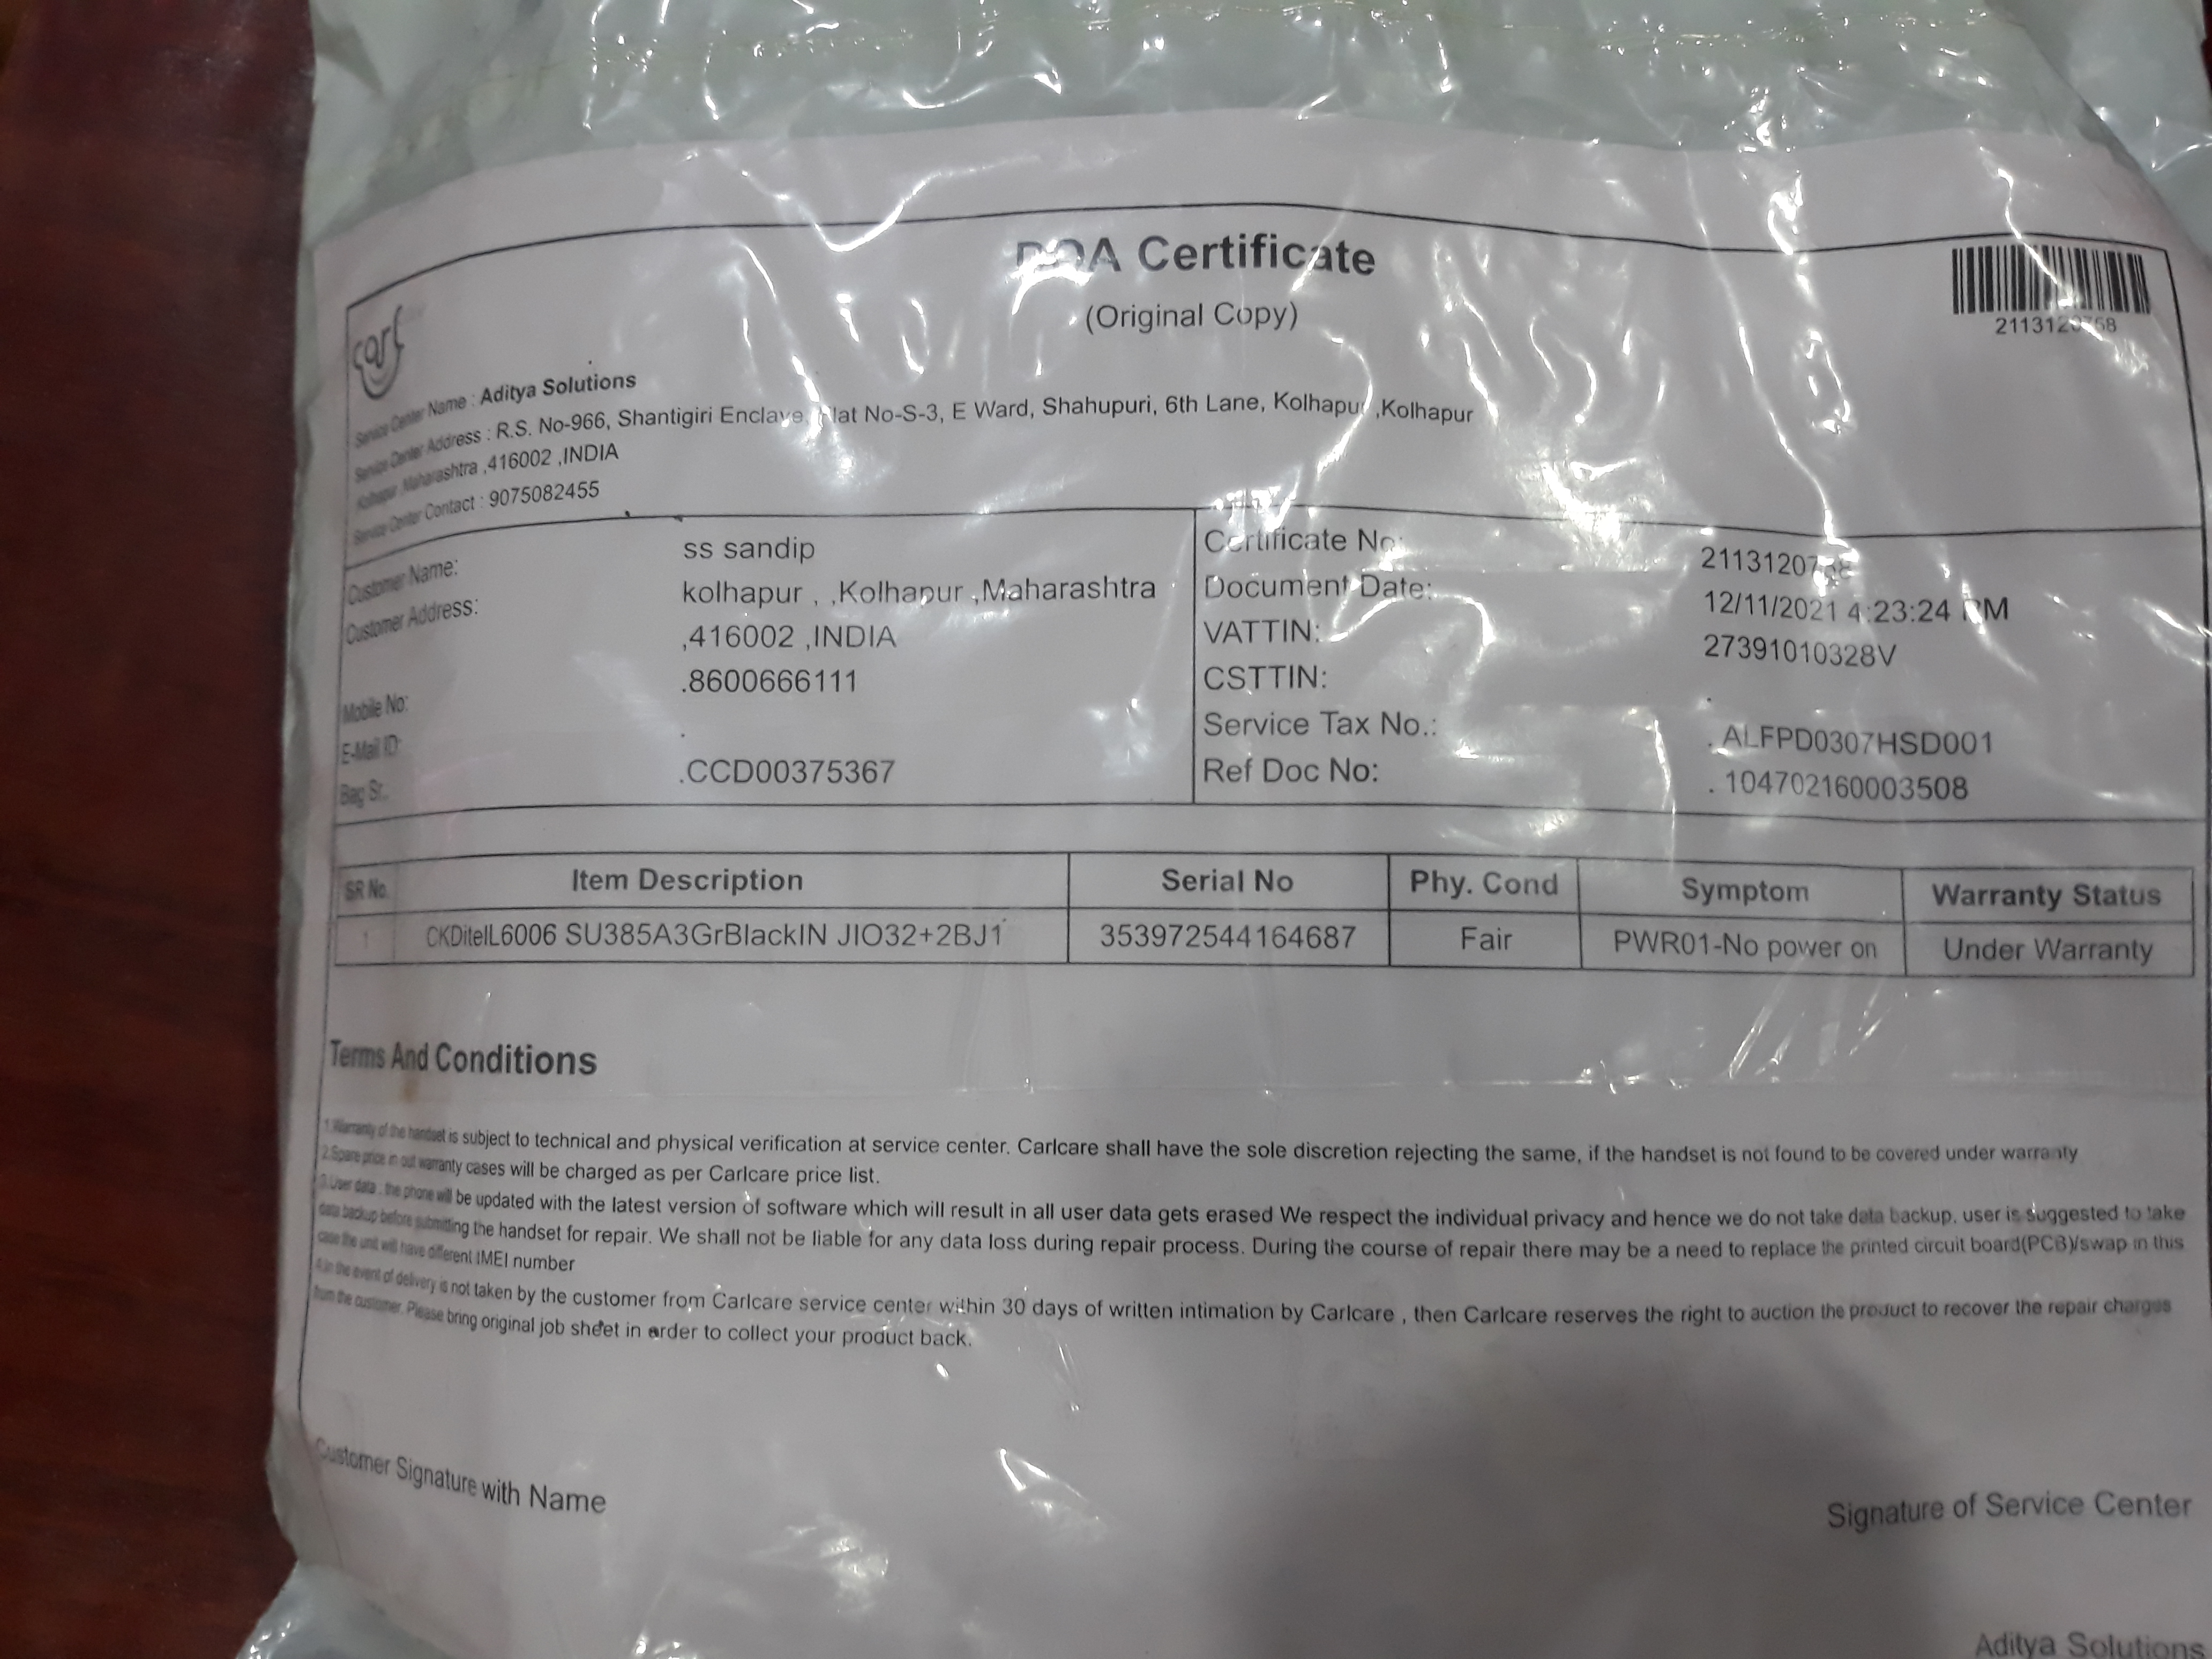 Carl
DOA Certificate
(Original Copy)
2113120758
Service Center Name : Aditya Solutions
Service Center Address : R.S. No-966, Shantigiri Enclave, Flat No-S-3, E Ward, Shahupuri, 6th Lane, Kolhapur ,Kolhapur
Kolhapur ,Maharashtra ,416002 ,INDIA
Service Center Contact : 9075082455
Customer Name: ss sandip
Customer Address: kolhapur , ,Kolhapur ,Maharashtra
,416002 ,INDIA
Mobile No: .8600666111
E-Mail ID: .
Bag Sr. .CCD00375367
Certificate No: 2113120758
Document Date: 12/11/2021 4:23:24 PM
VATTIN: 27391010328V
CSTTIN: .
Service Tax No.: . ALFPD0307HSD001
Ref Doc No: . 104702160003508
SR No. Item Description Serial No Phy. Cond Symptom Warranty Status
1 CKDitelL6006 SU385A3GrBlackIN JIO32+2BJ1 353972544164687 Fair PWR01-No power on Under Warranty
Terms And Conditions
1.Warranty of the handset is subject to technical and physical verification at service center. Carlcare shall have the sole discretion rejecting the same, if the handset is not found to be covered under warranty
2.Spare price in out warranty cases will be charged as per Carlcare price list.
3.User data : the phone will be updated with the latest version of software which will result in all user data gets erased We respect the individual privacy and hence we do not take data backup. user is suggested to take
data backup before submitting the handset for repair. We shall not be liable for any data loss during repair process. During the course of repair there may be a need to replace the printed circuit board(PCB)/swap in this
case the unit will have different IMEI number
4.In the event of delivery is not taken by the customer from Carlcare service center within 30 days of written intimation by Carlcare , then Carlcare reserves the right to auction the product to recover the repair charges
from the customer. Please bring original job sheet in order to collect your product back.
Customer Signature with Name
Signature of Service Center
Aditya Solutions